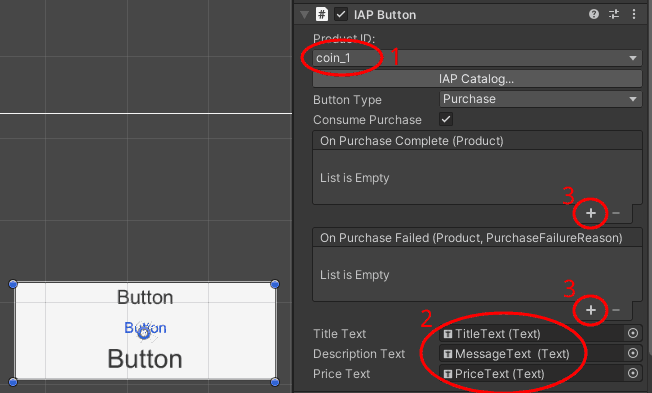 IAP Button
Product ID:
coin_1
1
IAP Catalog...
Button Type
Purchase
Consume Purchase
On Purchase Complete (Product)
List is Empty
3
+ −
On Purchase Failed (Product, PurchaseFailureReason)
List is Empty
3
+ −
2
Title Text
TitleText (Text)
Description Text
MessageText (Text)
Price Text
PriceText (Text)
Button
Button
Button